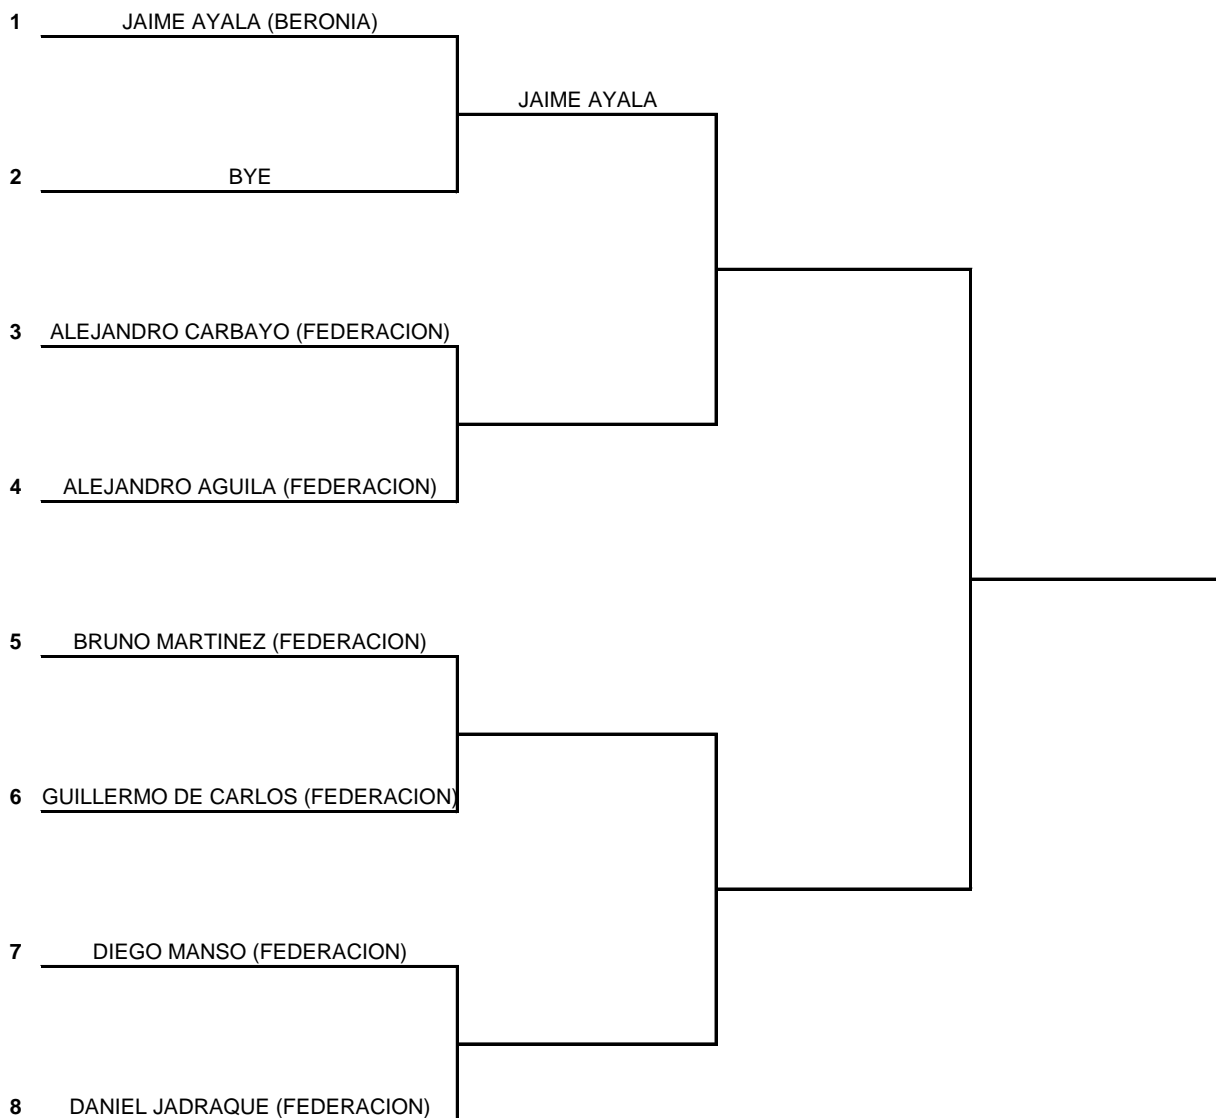 1 JAIME AYALA (BERONIA)
JAIME AYALA
2 BYE
3 ALEJANDRO CARBAYO (FEDERACION)
4 ALEJANDRO AGUILA (FEDERACION)
5 BRUNO MARTINEZ (FEDERACION)
6 GUILLERMO DE CARLOS (FEDERACION)
7 DIEGO MANSO (FEDERACION)
8 DANIEL JADRAQUE (FEDERACION)